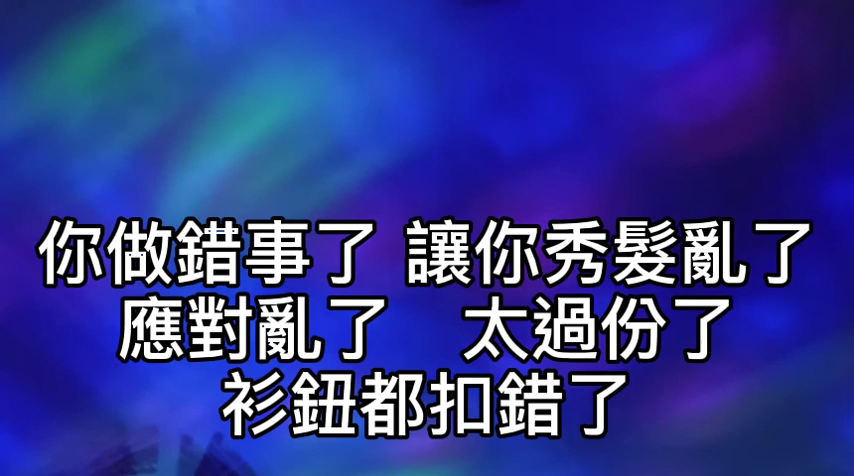 你做錯事了 讓你秀髮亂了
應對亂了 太過份了
衫鈕都扣錯了